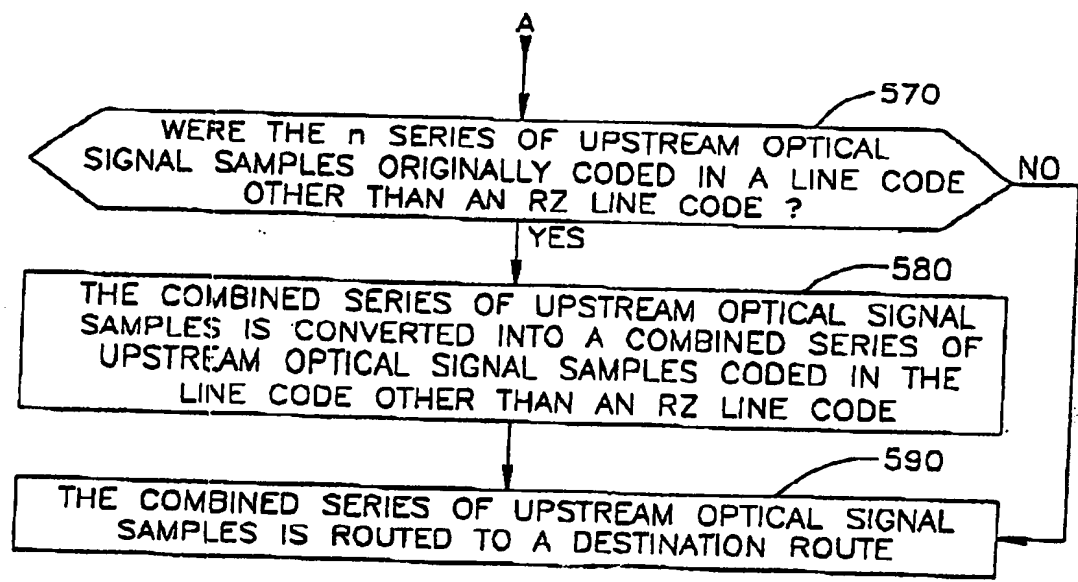 A
570
WERE THE n SERIES OF UPSTREAM OPTICAL
SIGNAL SAMPLES ORIGINALLY CODED IN A LINE CODE
OTHER THAN AN RZ LINE CODE ?
NO
YES
580
THE COMBINED SERIES OF UPSTREAM OPTICAL SIGNAL
SAMPLES IS CONVERTED INTO A COMBINED SERIES OF
UPSTREAM OPTICAL SIGNAL SAMPLES CODED IN THE
LINE CODE OTHER THAN AN RZ LINE CODE
590
THE COMBINED SERIES OF UPSTREAM OPTICAL SIGNAL
SAMPLES IS ROUTED TO A DESTINATION ROUTE